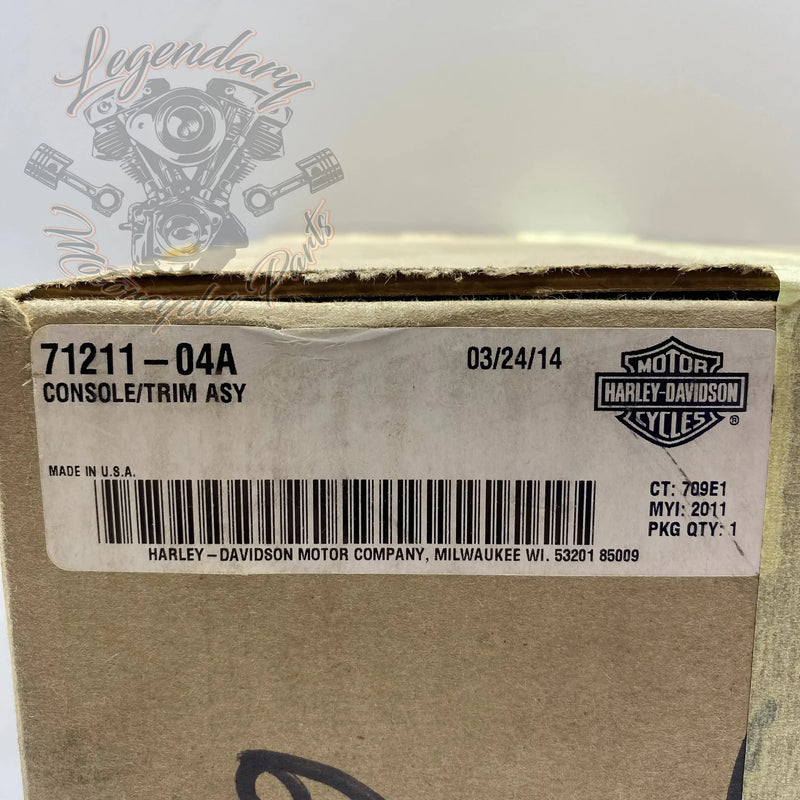 Legendary
Motorcycles Parts
71211-04A
03/24/14
CONSOLE/TRIM ASY
MOTOR
HARLEY-DAVIDSON
CYCLES ®
MADE IN U.S.A.
CT: 709E1
MYI: 2011
PKG QTY: 1
HARLEY-DAVIDSON MOTOR COMPANY, MILWAUKEE WI. 53201 85009